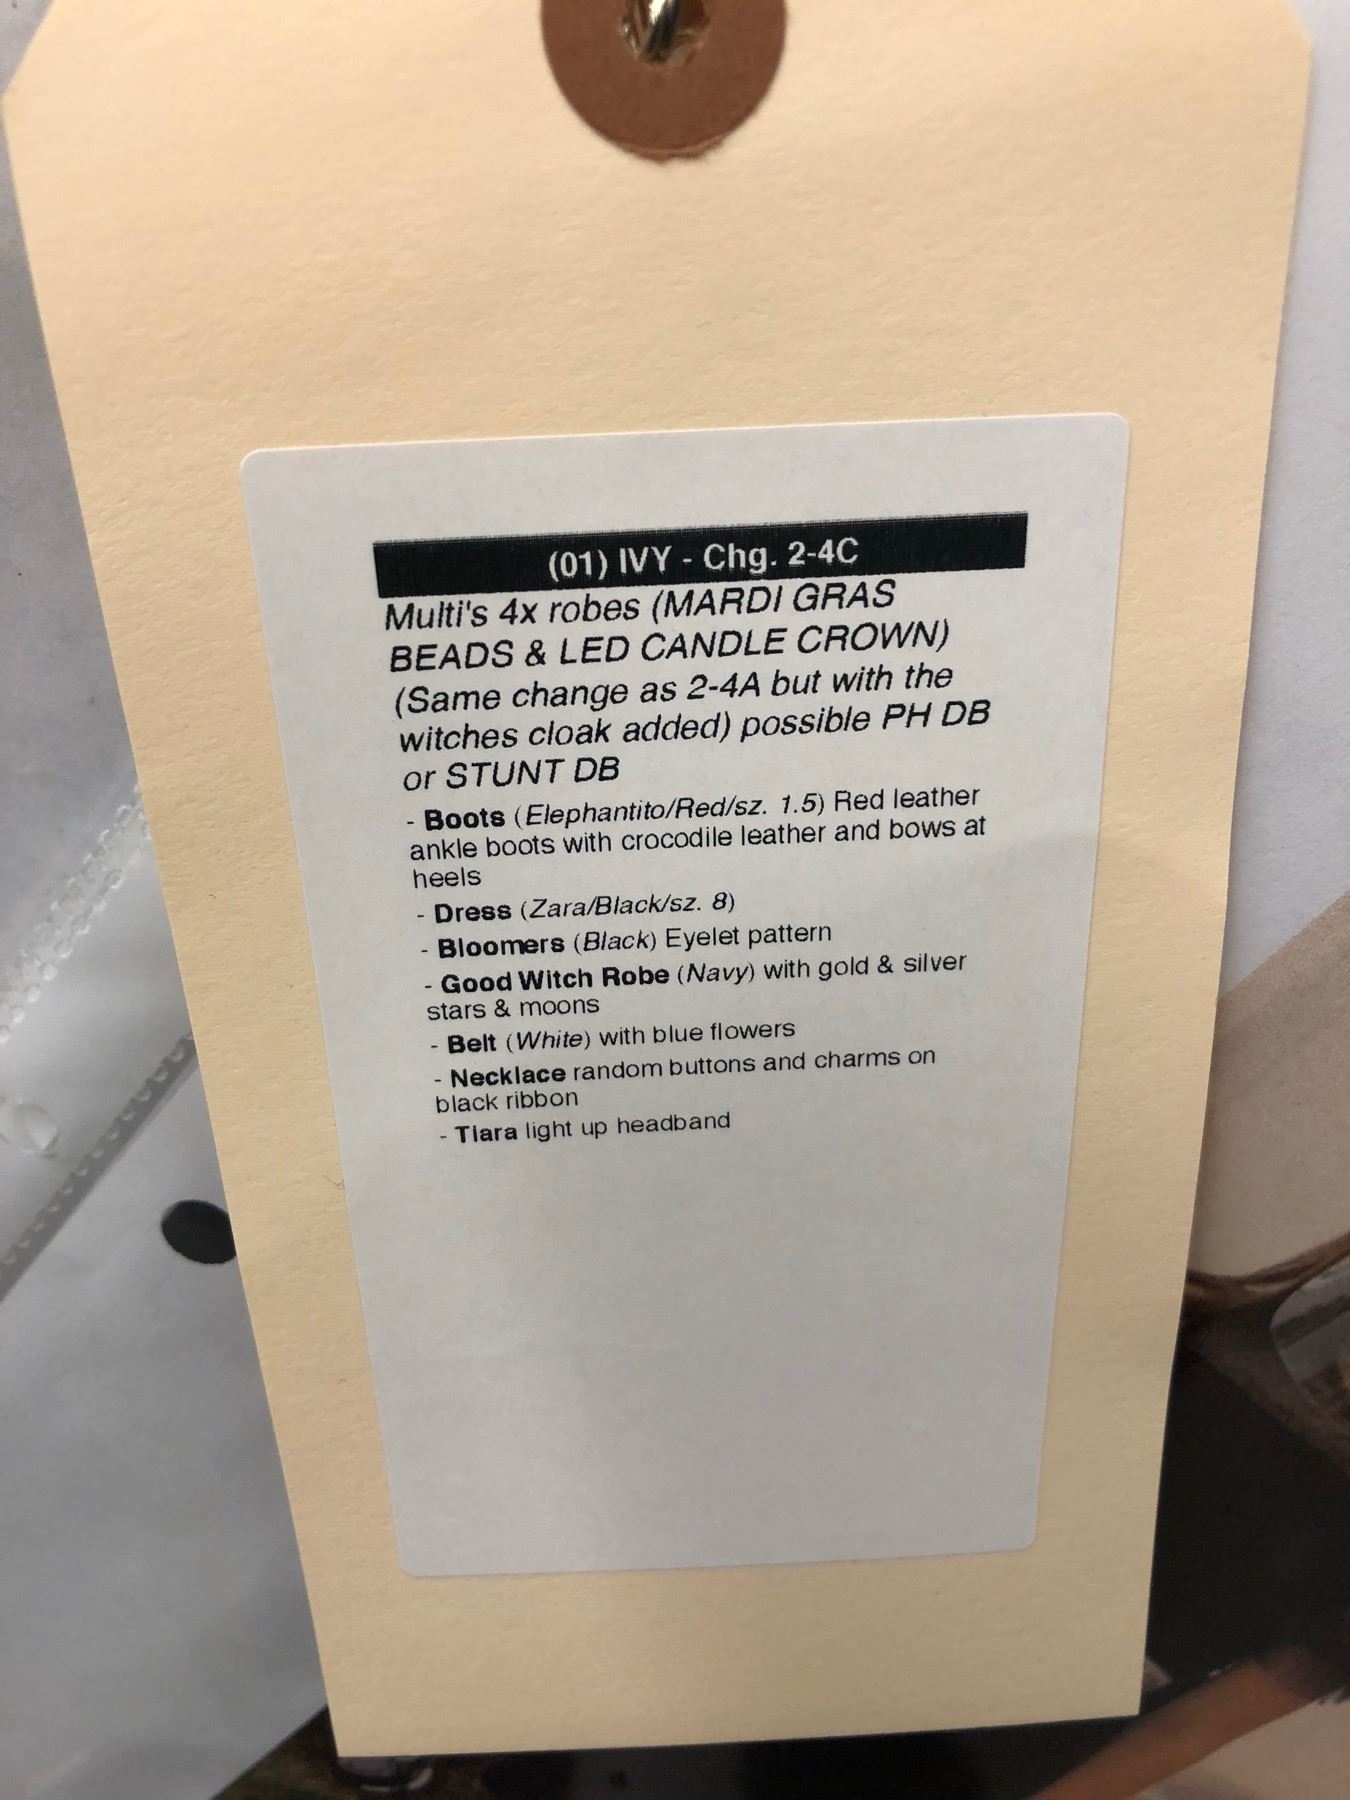 (01) IVY - Chg. 2-4C
Multi's 4x robes (MARDI GRAS
BEADS & LED CANDLE CROWN)
(Same change as 2-4A but with the
witches cloak added) possible PH DB
or STUNT DB
- Boots (Elephantito/Red/sz. 1.5) Red leather
ankle boots with crocodile leather and bows at
heels
- Dress (Zara/Black/sz. 8)
- Bloomers (Black) Eyelet pattern
- Good Witch Robe (Navy) with gold & silver
stars & moons
- Belt (White) with blue flowers
- Necklace random buttons and charms on
black ribbon
- Tiara light up headband